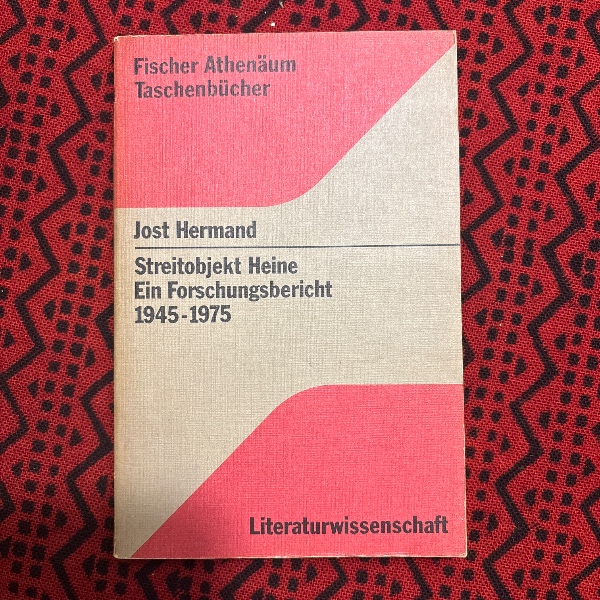 Fischer Athenäum
Taschenbücher
Jost Hermand
Streitobjekt Heine
Ein Forschungsbericht
1945-1975
Literaturwissenschaft